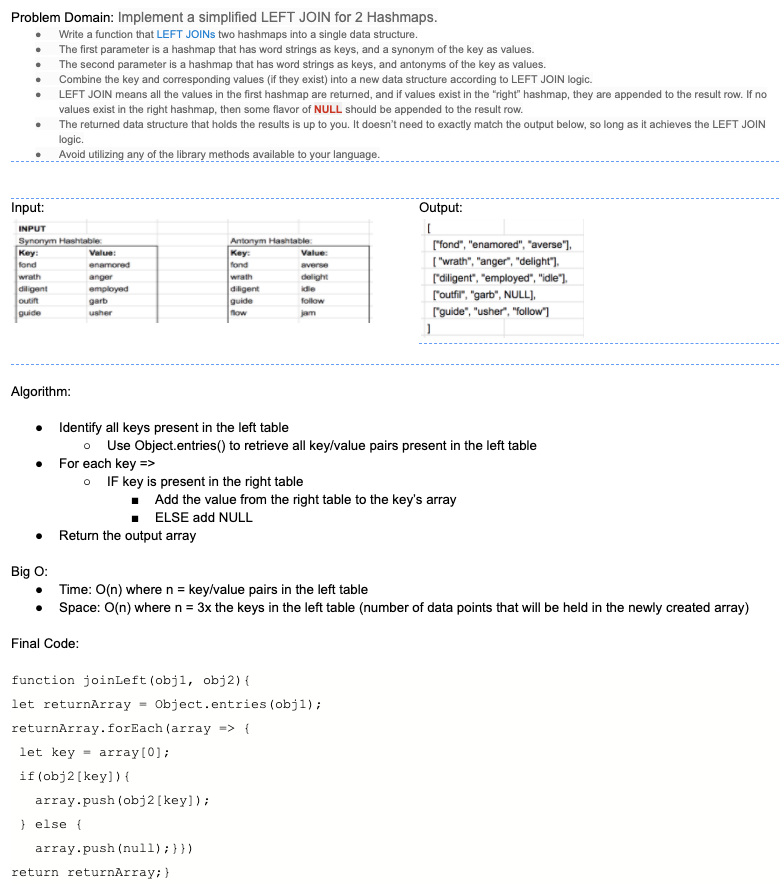 Problem Domain: Implement a simplified LEFT JOIN for 2 Hashmaps.
● Write a function that LEFT JOINs two hashmaps into a single data structure.
● The first parameter is a hashmap that has word strings as keys, and a synonym of the key as values.
● The second parameter is a hashmap that has word strings as keys, and antonyms of the key as values.
● Combine the key and corresponding values (if they exist) into a new data structure according to LEFT JOIN logic.
● LEFT JOIN means all the values in the first hashmap are returned, and if values exist in the "right" hashmap, they are appended to the result row. If no
values exist in the right hashmap, then some flavor of NULL should be appended to the result row.
● The returned data structure that holds the results is up to you. It doesn't need to exactly match the output below, so long as it achieves the LEFT JOIN
logic.
● Avoid utilizing any of the library methods available to your language.
Input:
INPUT
Synonym Hashtable:
Key: Value:
fond enamored
wrath anger
diligent employed
outfit garb
guide usher
Antonym Hashtable:
Key: Value:
fond averse
wrath delight
diligent idle
guide follow
flow jam
Output:
[
["fond", "enamored", "averse"],
["wrath", "anger", "delight"],
["diligent", "employed", "idle"],
["outfit", "garb", NULL],
["guide", "usher", "follow"]
]
Algorithm:
● Identify all keys present in the left table
○ Use Object.entries() to retrieve all key/value pairs present in the left table
● For each key =>
○ IF key is present in the right table
■ Add the value from the right table to the key's array
■ ELSE add NULL
● Return the output array
Big O:
● Time: O(n) where n = key/value pairs in the left table
● Space: O(n) where n = 3x the keys in the left table (number of data points that will be held in the newly created array)
Final Code:
function joinLeft(obj1, obj2){
let returnArray = Object.entries(obj1);
returnArray.forEach(array => {
let key = array[0];
if(obj2[key]){
array.push(obj2[key]);
} else {
array.push(null);}})
return returnArray;}